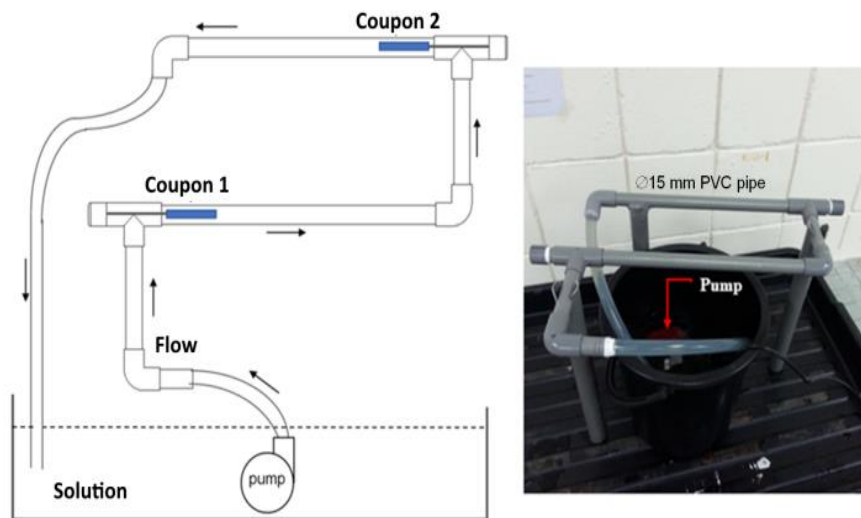 Coupon 2
Coupon 1
Flow
pump
Solution
∅15 mm PVC pipe
Pump